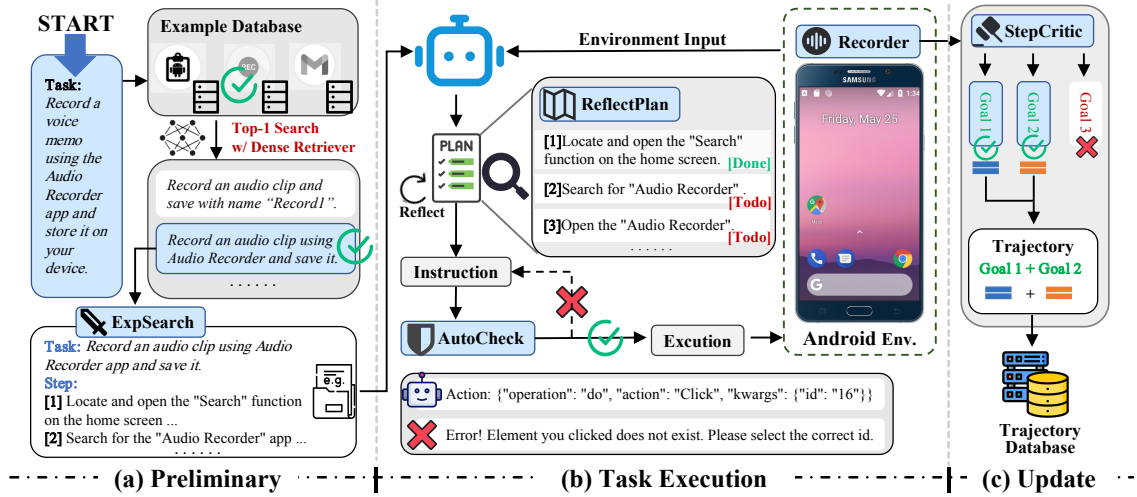 START
Task:
Record a
voice
memo
using the
Audio
Recorder
app and
store it on
your
device.
Example Database
REC
Top-1 Search
w/ Dense Retriever
Record an audio clip and
save with name “Record1”.
Record an audio clip using
Audio Recorder and save it.
. . . . . .
ExpSearch
Task: Record an audio clip using Audio
Recorder app and save it.
Step:
[1] Locate and open the "Search" function
on the home screen ...
[2] Search for the "Audio Recorder" app ...
. . . . . .
e.g.
(a) Preliminary
Environment Input
PLAN
Reflect
ReflectPlan
[1]Locate and open the "Search"
function on the home screen.
[Done]
[2]Search for "Audio Recorder" .
[Todo]
[3]Open the "Audio Recorder".
[Todo]
. . . . . .
Instruction
AutoCheck
Excution
Recorder
SAMSUNG
1:34
Friday, May 25
Android Env.
Action: {"operation": "do", "action": "Click", "kwargs": {"id": "16"}}
Error! Element you clicked does not exist. Please select the correct id.
(b) Task Execution
StepCritic
Goal 1
Goal 2
Goal 3
Trajectory
Goal 1 + Goal 2
+
Trajectory
Database
(c) Update